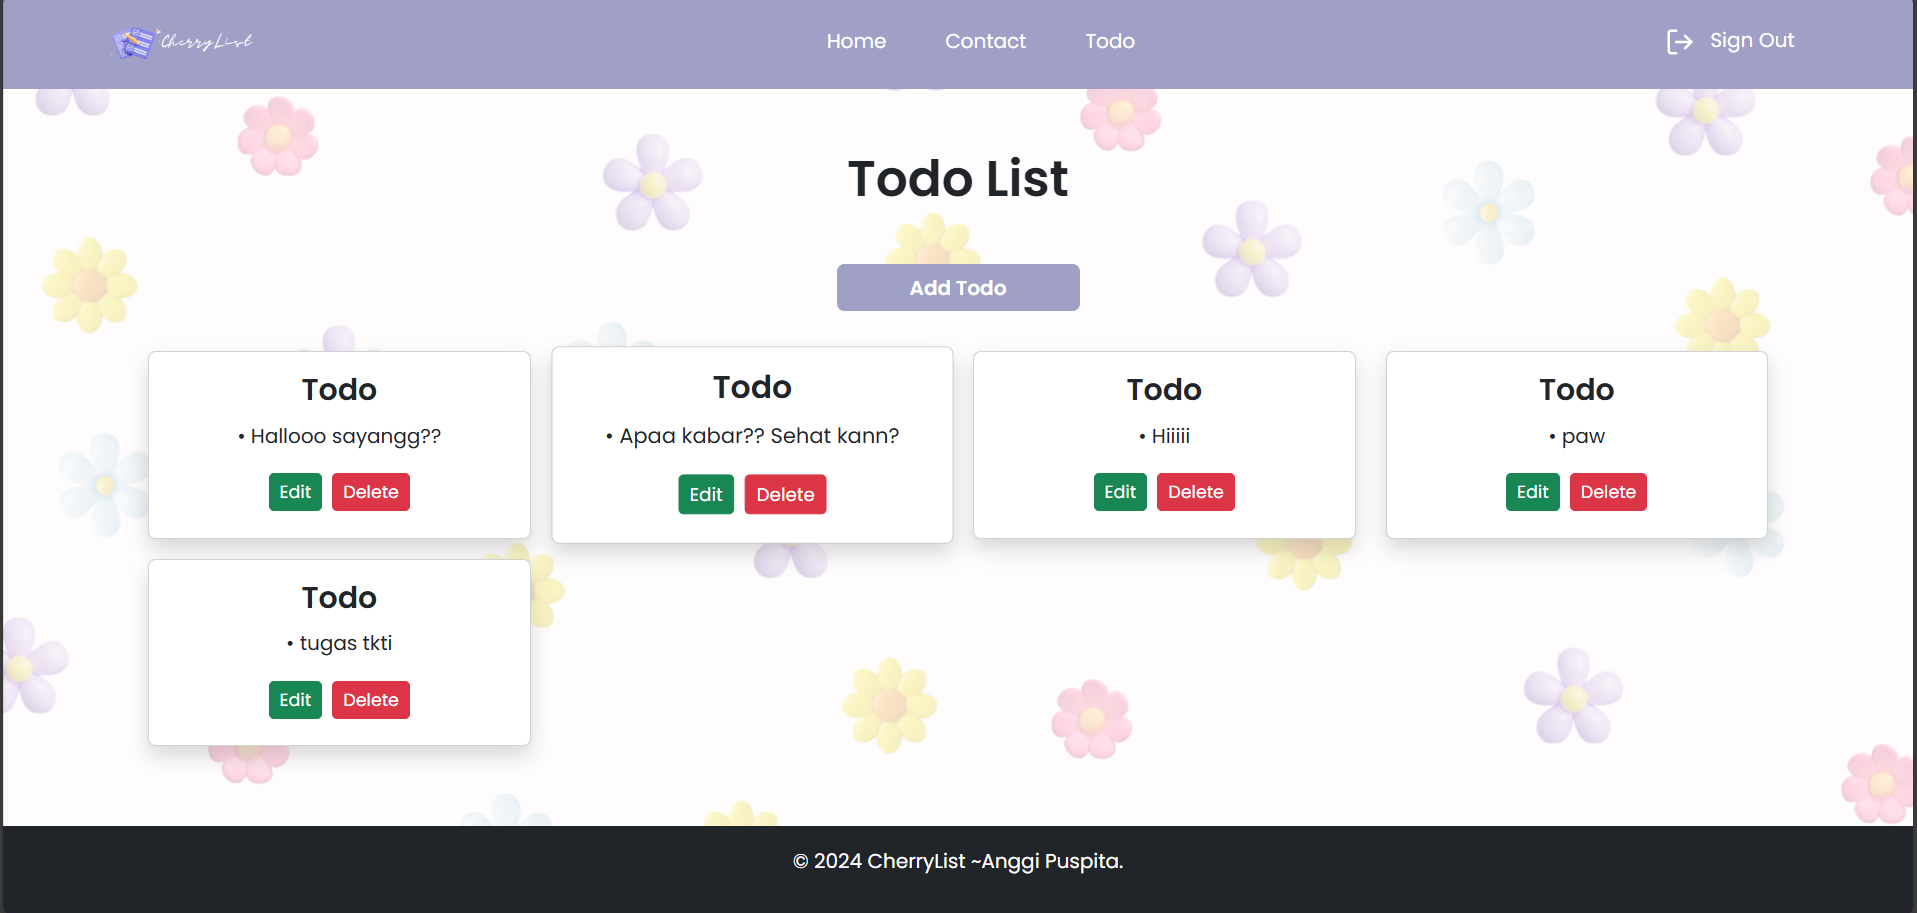 CherryList
Home Contact Todo
Sign Out
Todo List
Add Todo
Todo
• Hallooo sayangg??
Edit Delete
Todo
• Apaa kabar?? Sehat kann?
Edit Delete
Todo
• Hiiiii
Edit Delete
Todo
• paw
Edit Delete
Todo
• tugas tkti
Edit Delete
© 2024 CherryList ~Anggi Puspita.